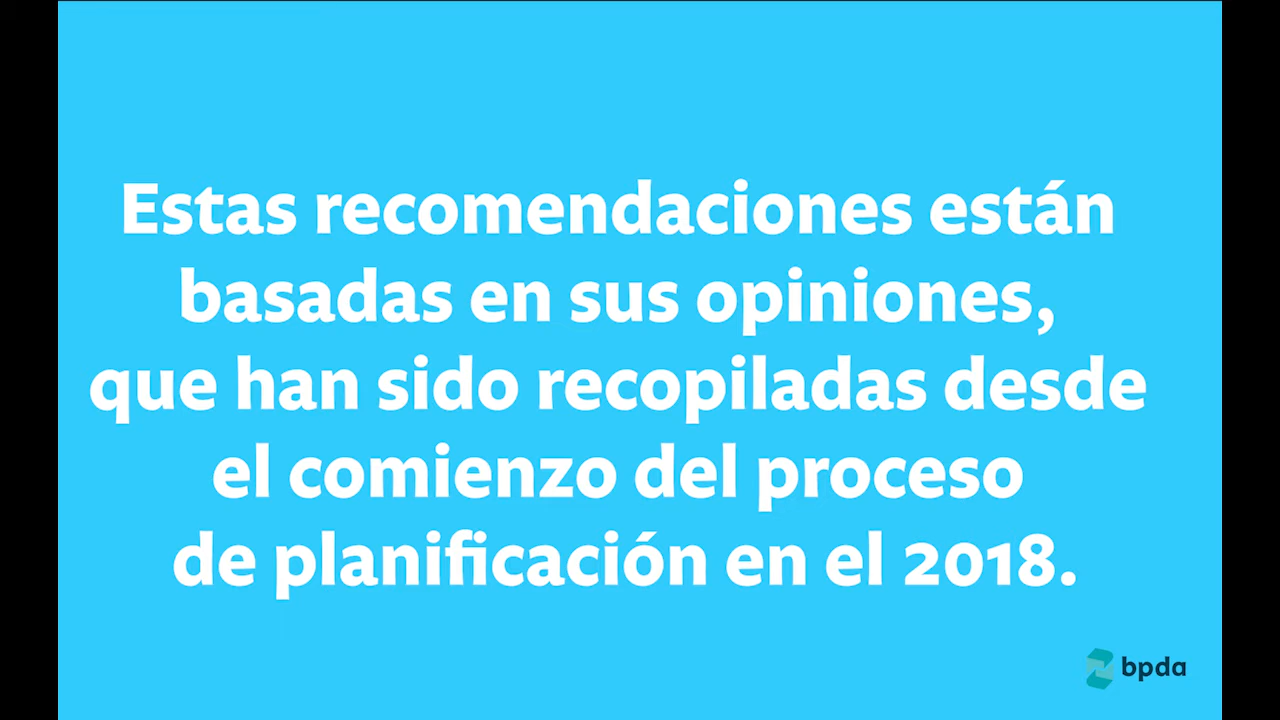 Estas recomendaciones están
basadas en sus opiniones,
que han sido recopiladas desde
el comienzo del proceso
de planificación en el 2018.
bpda